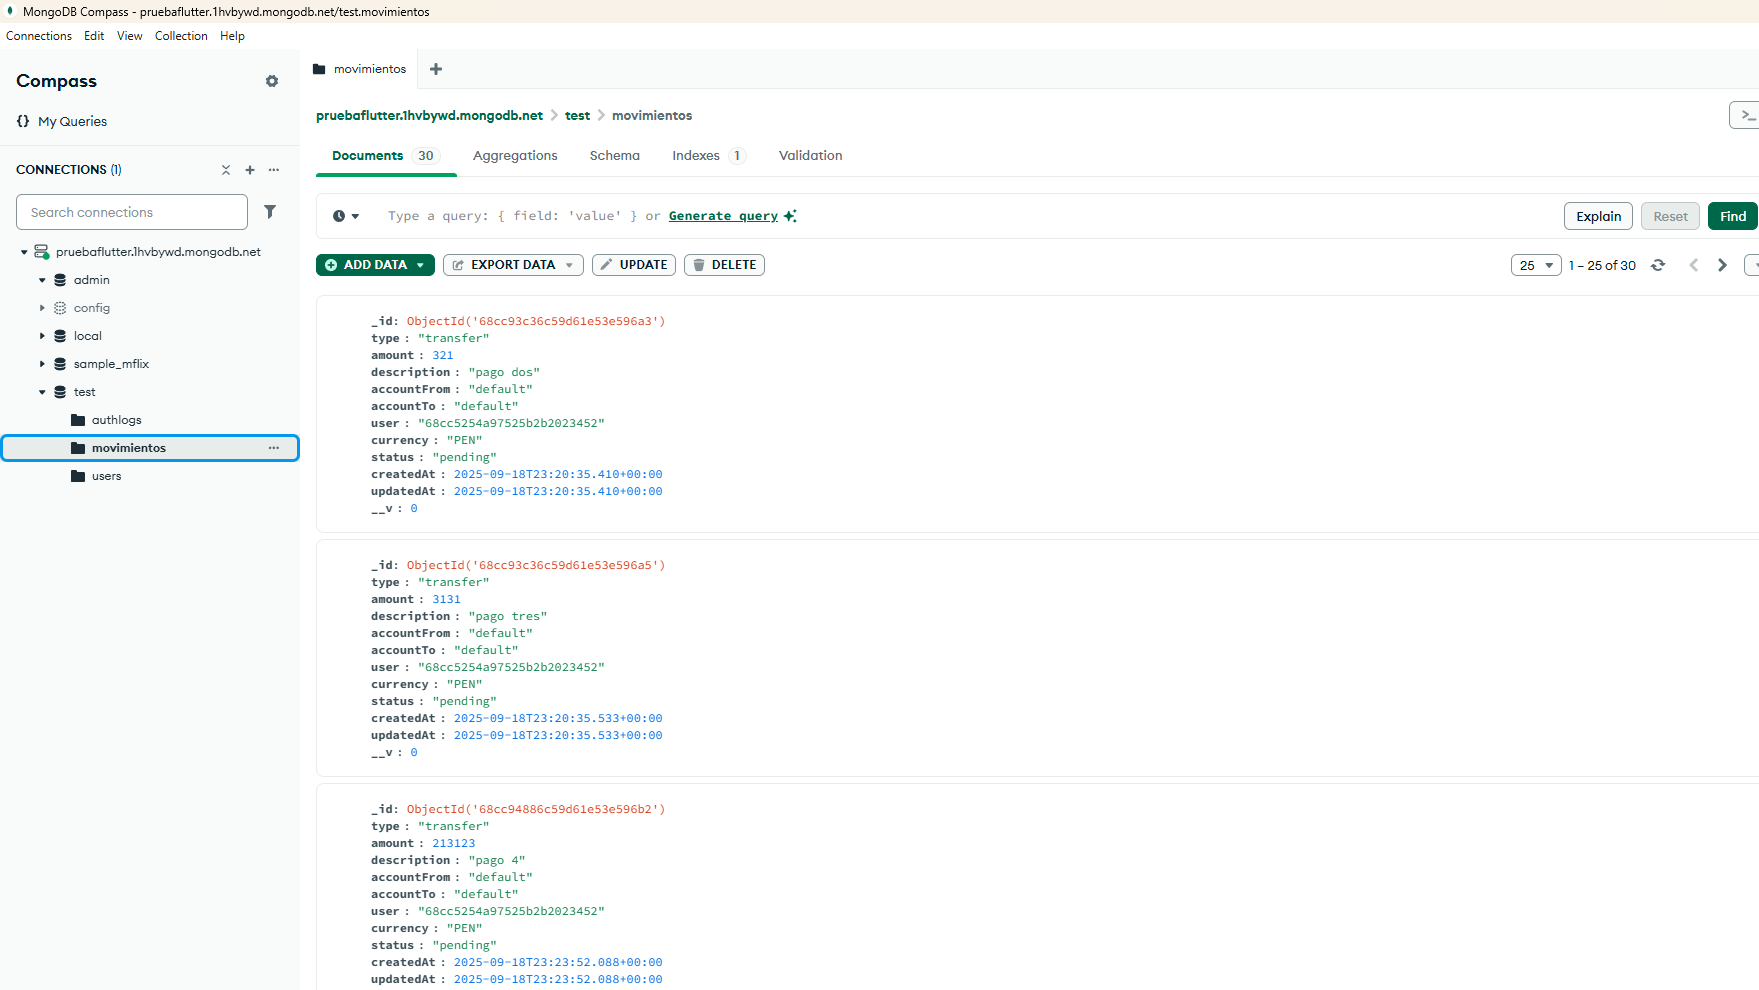 MongoDB Compass - pruebaflutter.1hvbywd.mongodb.net/test.movimientos
Connections Edit View Collection Help
Compass
{} My Queries
CONNECTIONS (1)
Search connections
pruebaflutter.1hvbywd.mongodb.net
admin
config
local
sample_mflix
test
authlogs
movimientos
users
movimientos
pruebaflutter.1hvbywd.mongodb.net > test > movimientos
>_
Documents 30 Aggregations Schema Indexes 1 Validation
Type a query: { field: 'value' } or Generate query
Explain Reset Find
ADD DATA EXPORT DATA UPDATE DELETE
25 1 – 25 of 30
_id: ObjectId('68cc93c36c59d61e53e596a3')
type : "transfer"
amount : 321
description : "pago dos"
accountFrom : "default"
accountTo : "default"
user : "68cc5254a97525b2b2023452"
currency : "PEN"
status : "pending"
createdAt : 2025-09-18T23:20:35.410+00:00
updatedAt : 2025-09-18T23:20:35.410+00:00
__v : 0
_id: ObjectId('68cc93c36c59d61e53e596a5')
type : "transfer"
amount : 3131
description : "pago tres"
accountFrom : "default"
accountTo : "default"
user : "68cc5254a97525b2b2023452"
currency : "PEN"
status : "pending"
createdAt : 2025-09-18T23:20:35.533+00:00
updatedAt : 2025-09-18T23:20:35.533+00:00
__v : 0
_id: ObjectId('68cc94886c59d61e53e596b2')
type : "transfer"
amount : 213123
description : "pago 4"
accountFrom : "default"
accountTo : "default"
user : "68cc5254a97525b2b2023452"
currency : "PEN"
status : "pending"
createdAt : 2025-09-18T23:23:52.088+00:00
updatedAt : 2025-09-18T23:23:52.088+00:00